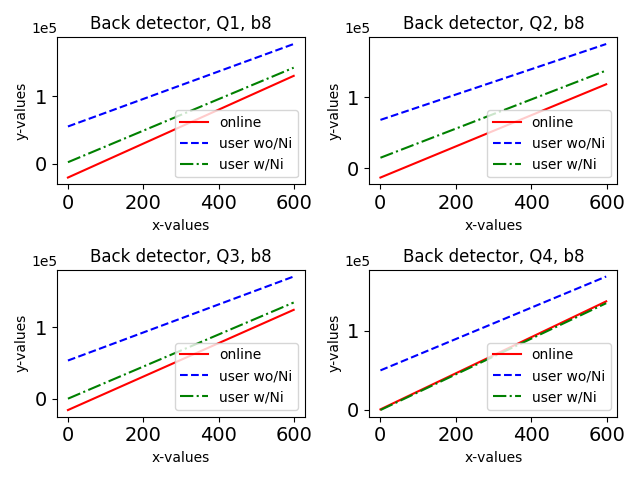 Back detector, Q1, b8
1e5
y-values
1
0
online
user wo/Ni
user w/Ni
0 200 400 600
x-values
Back detector, Q2, b8
1e5
y-values
1
0
online
user wo/Ni
user w/Ni
0 200 400 600
x-values
Back detector, Q3, b8
1e5
y-values
1
0
online
user wo/Ni
user w/Ni
0 200 400 600
x-values
Back detector, Q4, b8
1e5
y-values
1
0
online
user wo/Ni
user w/Ni
0 200 400 600
x-values